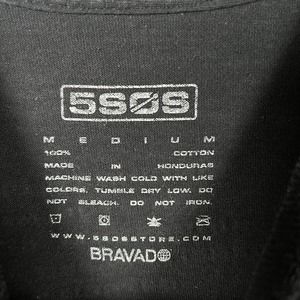 5SØS
MEDIUM
100% COTTON
MADE IN HONDURAS
MACHINE WASH COLD WITH LIKE
COLORS. TUMBLE DRY LOW. DO
NOT BLEACH. DO NOT IRON.
WWW.5SOSSTORE.COM
BRAVADO